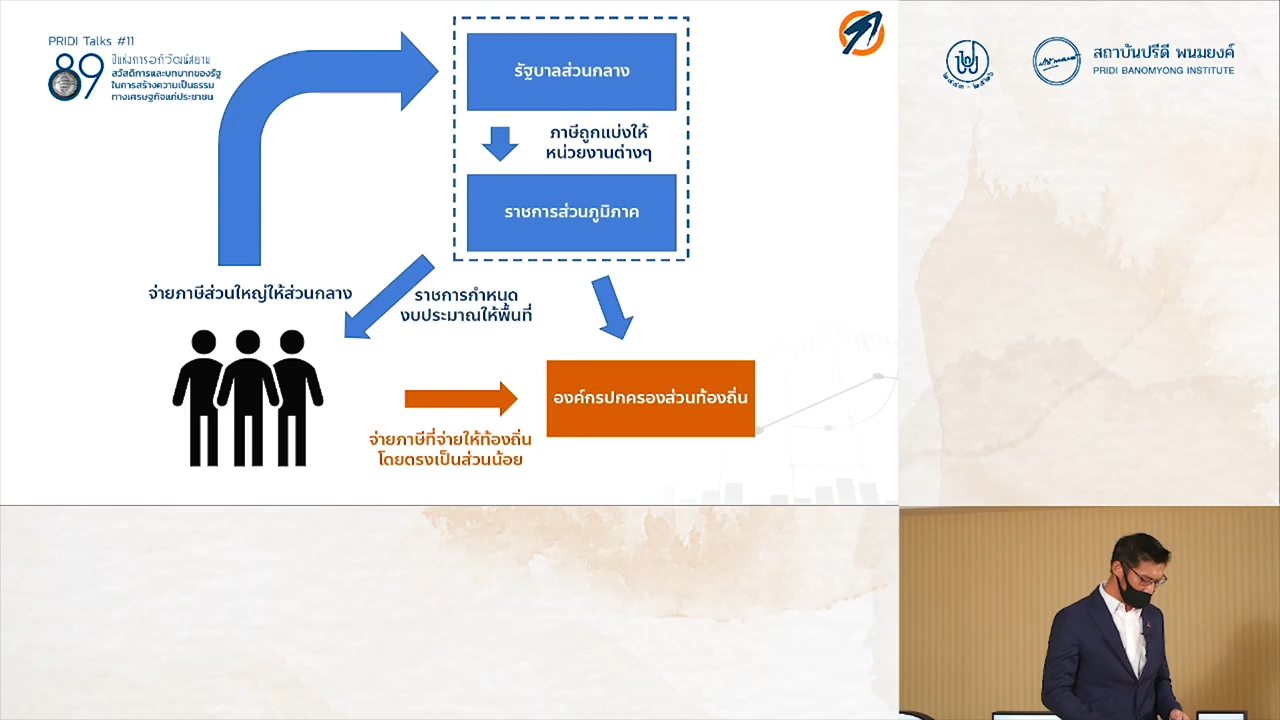 PRIDI Talks #11
89
ปีแห่งการอภิวัฒน์สยาม
สวัสดิการและบทบาทของรัฐ
ในการสร้างความเป็นธรรม
ทางเศรษฐกิจแก่ประชาชน
รัฐบาลส่วนกลาง
ภาษีถูกแบ่งให้
หน่วยงานต่างๆ
ราชการส่วนภูมิภาค
จ่ายภาษีส่วนใหญ่ให้ส่วนกลาง
ราชการกำหนด
งบประมาณให้พื้นที่
องค์กรปกครองส่วนท้องถิ่น
จ่ายภาษีที่จ่ายให้ท้องถิ่น
โดยตรงเป็นส่วนน้อย
๒๔๔๓ - ๒๕๒๖
สถาบันปรีดี พนมยงค์
PRIDI BANOMYONG INSTITUTE